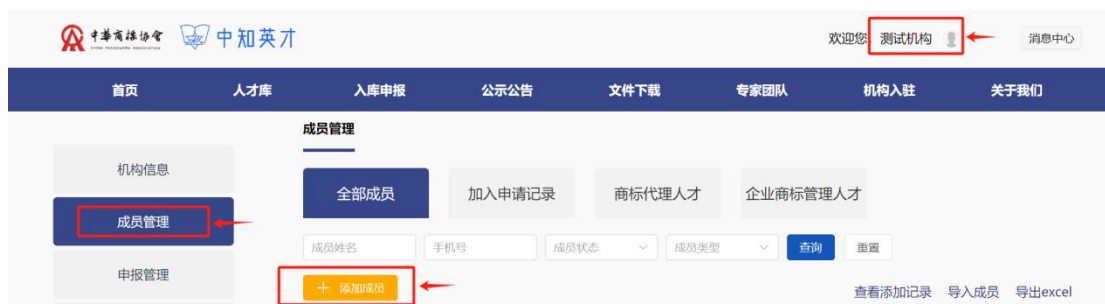 中華商標協會 中知英才 欢迎您, 测试机构 消息中心
CHINA TRADEMARK ASSOCIATION
首页 人才库 入库申报 公示公告 文件下载 专家团队 机构入驻 关于我们
成员管理
机构信息
全部成员 加入申请记录 商标代理人才 企业商标管理人才
成员管理
成员姓名 手机号 成员状态 成员类型 查询 重置
申报管理
+ 添加成员 查看添加记录 导入成员 导出excel